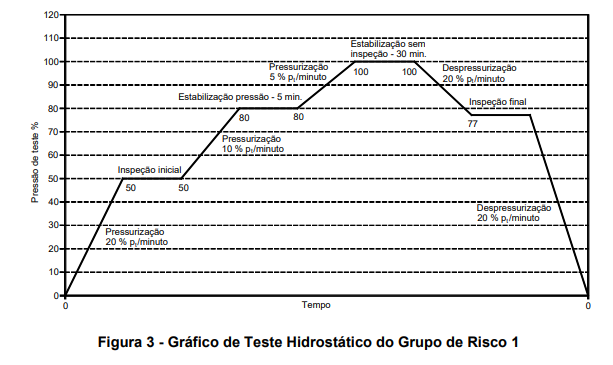 120
110
100
90
80
70
60
50
40
30
20
10
0
Pressão de teste %
Pressurização
20 % pt/minuto
Inspeção inicial
50
50
Pressurização
10 % pt/minuto
Estabilização pressão - 5 min.
80
80
Pressurização
5 % pt/minuto
Estabilização sem
inspeção - 30 min.
100
100
Despressurização
20 % pt/minuto
Inspeção final
77
Despressurização
20 % pt/minuto
0
Tempo
0
Figura 3 - Gráfico de Teste Hidrostático do Grupo de Risco 1